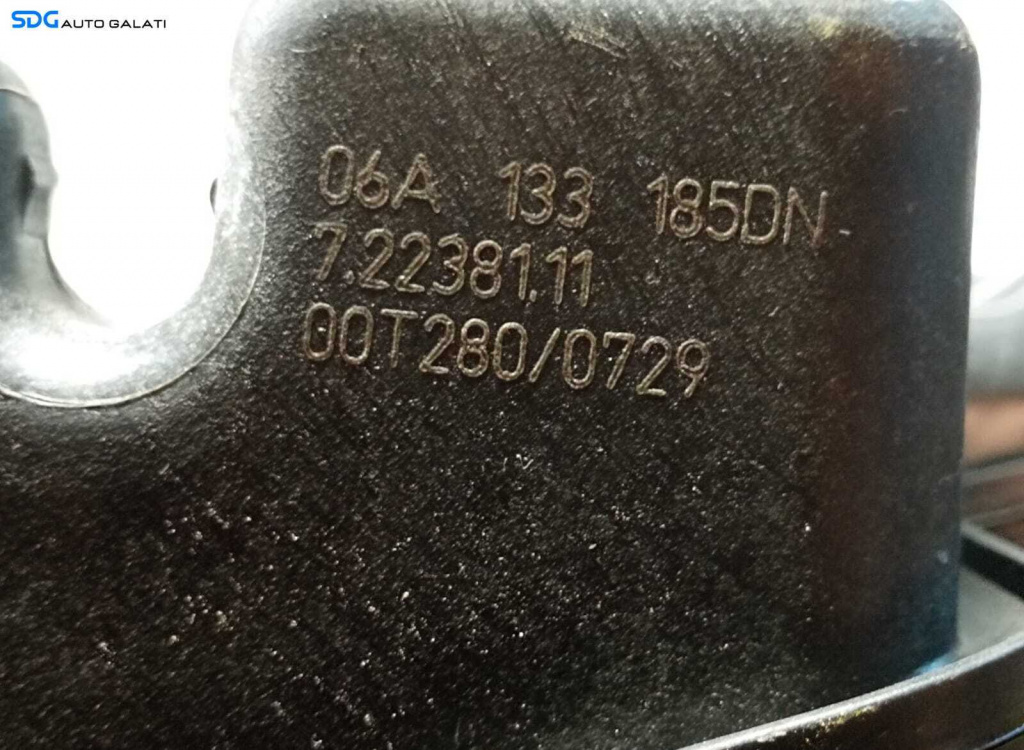 SDG AUTO GALATI
06A 133 185DN
7.22381.11
00T280/0729